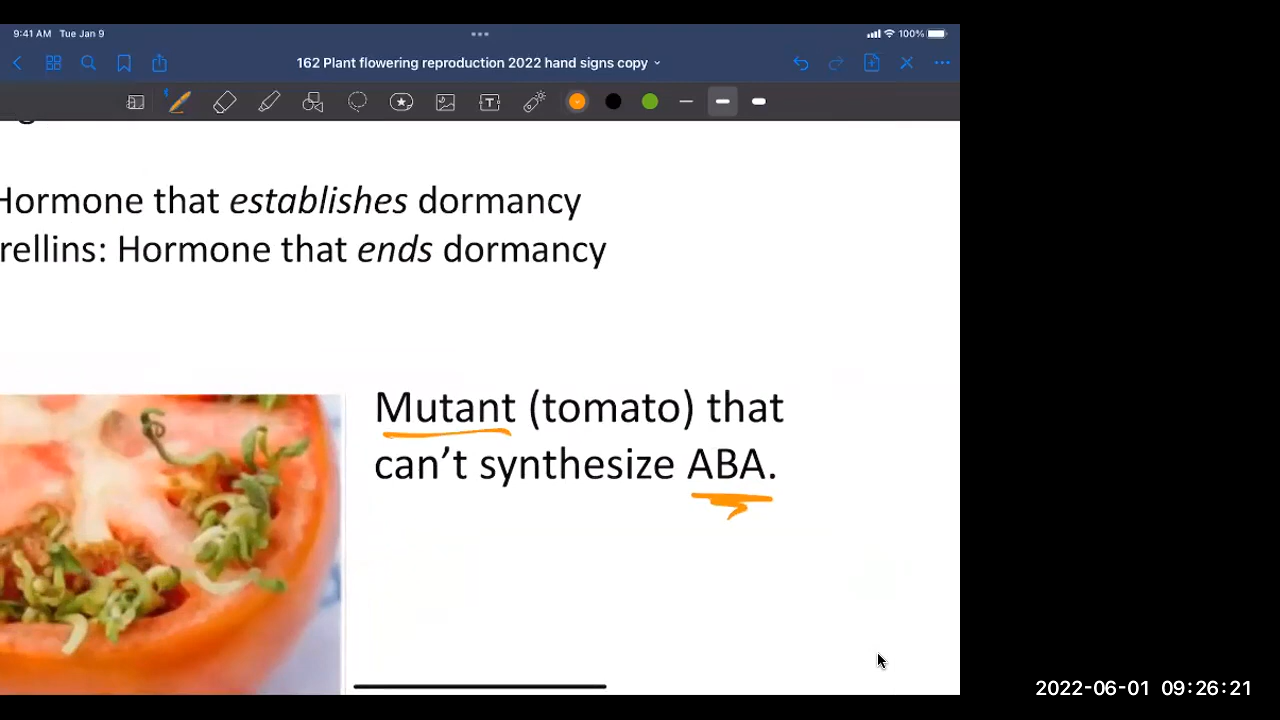 9:41 AM Tue Jan 9
100%
162 Plant flowering reproduction 2022 hand signs copy
Hormone that establishes dormancy
rellins: Hormone that ends dormancy
Mutant (tomato) that
can’t synthesize ABA.
2022-06-01 09:26:21